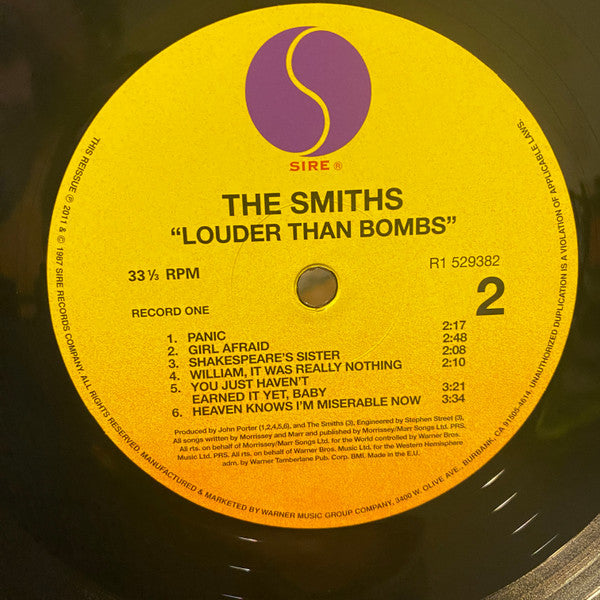 SIRE ®
THE SMITHS
“LOUDER THAN BOMBS”
33 ⅓ RPM
R1 529382
2
RECORD ONE
1. PANIC 2:17
2. GIRL AFRAID 2:48
3. SHAKESPEARE'S SISTER 2:08
4. WILLIAM, IT WAS REALLY NOTHING 2:10
5. YOU JUST HAVEN'T
EARNED IT YET, BABY 3:21
6. HEAVEN KNOWS I'M MISERABLE NOW 3:34
Produced by John Porter (1,2,4,5,6), and The Smiths (3), Engineered by Stephen Street (3).
All songs written by Morrissey and Marr and published by Morrissey/Marr Songs Ltd. PRS.
All rts. on behalf of Morrissey/Marr Songs Ltd. for the World controlled by Warner Bros.
Music Ltd. PRS. All rts. on behalf of Warner Bros. Music Ltd. for the Western Hemisphere
adm. by Warner Tamberlane Pub. Corp. BMI. Made in the E.U.
THIS REISSUE ℗ 2011 & © 1987 SIRE RECORDS COMPANY. ALL RIGHTS RESERVED. MANUFACTURED & MARKETED BY WARNER MUSIC GROUP COMPANY, 3400 W. OLIVE AVE., BURBANK, CA 91505-4614. UNAUTHORIZED DUPLICATION IS A VIOLATION OF APPLICABLE LAWS.